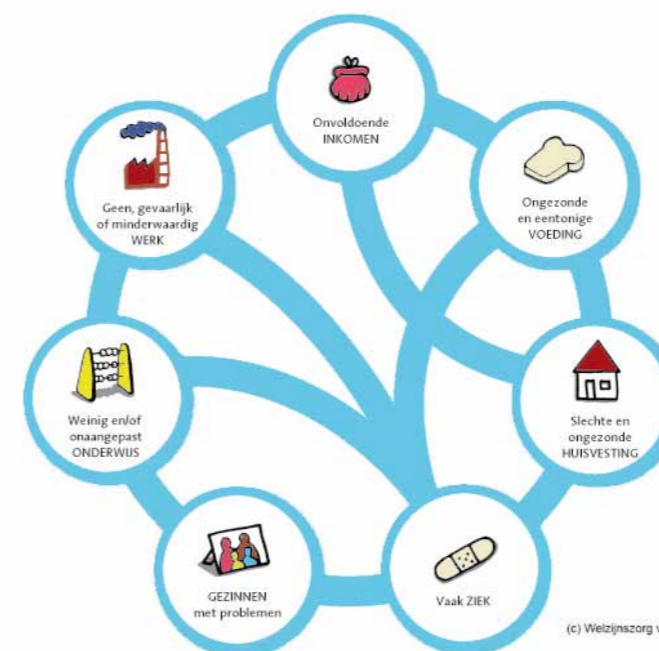 Onvoldoende
INKOMEN
Ongezonde
en eentonige
VOEDING
Slechte en
ongezonde
HUISVESTING
Vaak ZIEK
GEZINNEN
met problemen
Weinig en/of
onaangepast
ONDERWIJS
Geen, gevaarlijk
of minderwaardig
WERK
(c) Welzijnszorg v